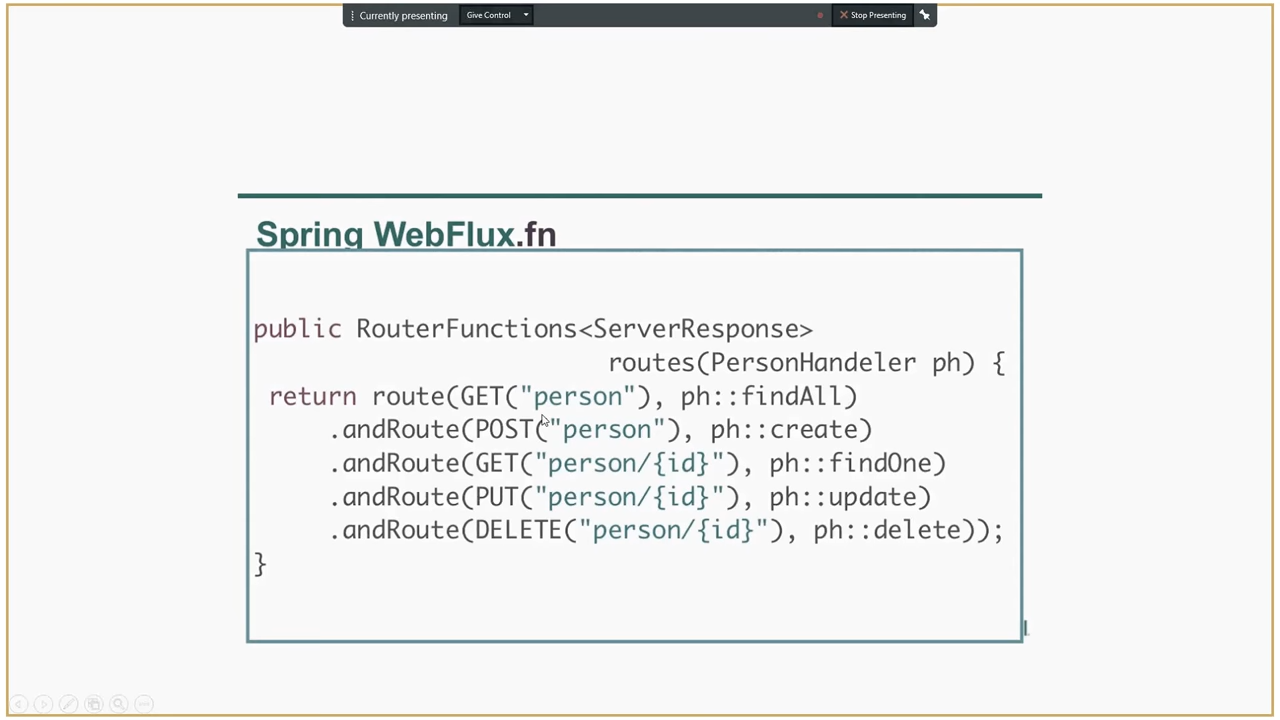 Currently presenting
Give Control
Stop Presenting
Spring WebFlux.fn
public RouterFunctions<ServerResponse>
routes(PersonHandeler ph) {
return route(GET("person"), ph::findAll)
.andRoute(POST("person"), ph::create)
.andRoute(GET("person/{id}"), ph::findOne)
.andRoute(PUT("person/{id}"), ph::update)
.andRoute(DELETE("person/{id}"), ph::delete));
}